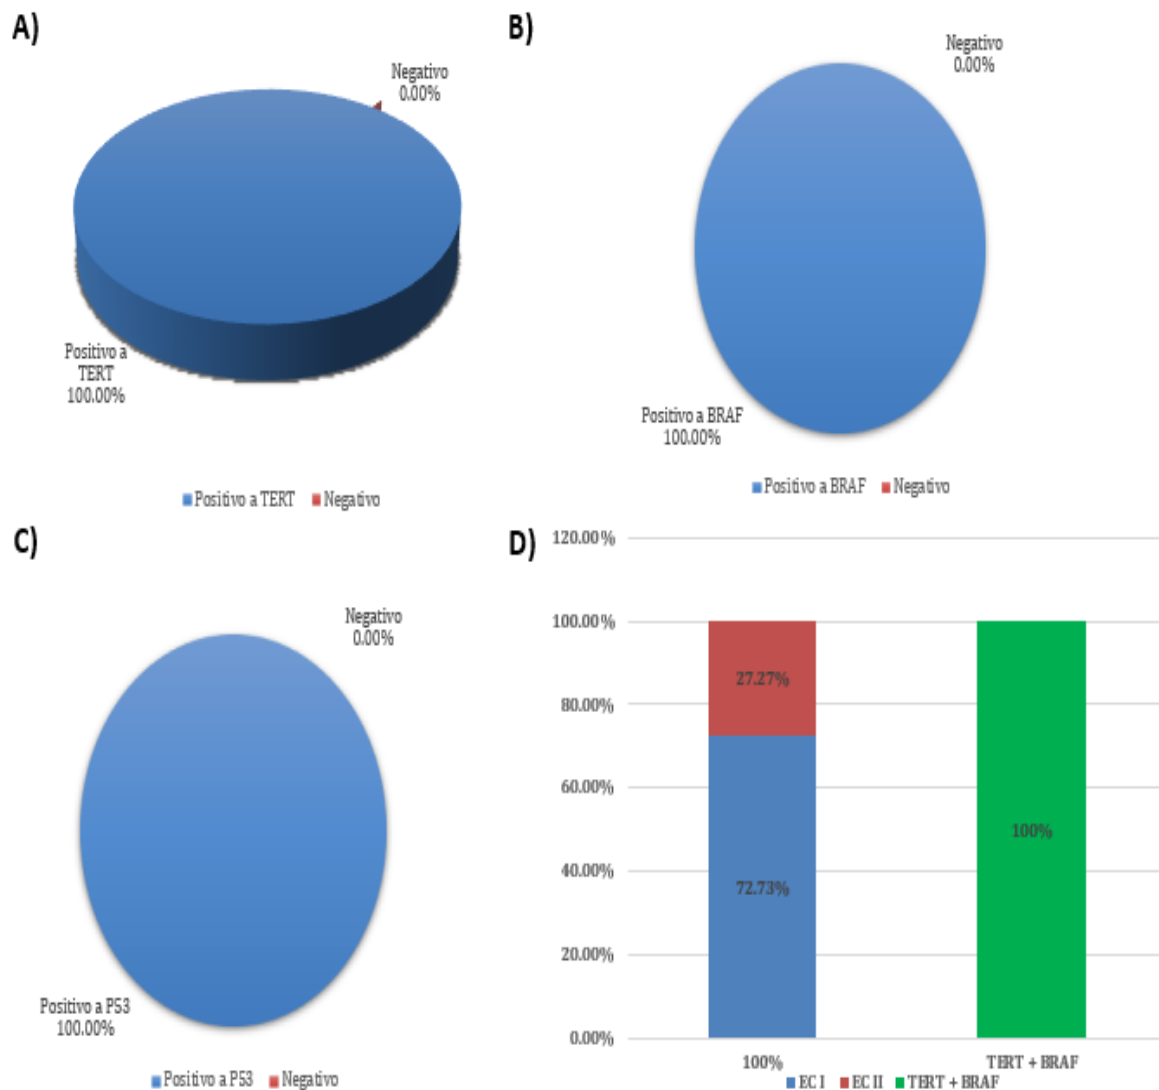 A)
Negativo
0.00%
Positivo a
TERT
100.00%
Positivo a TERT Negativo
B)
Negativo
0.00%
Positivo a BRAF
100.00%
Positivo a BRAF Negativo
C)
Negativo
0.00%
Positivo a P53
100.00%
Positivo a P53 Negativo
D)
120.00%
100.00%
80.00%
60.00%
40.00%
20.00%
0.00%
27.27%
72.73%
100%
100% TERT + BRAF
EC I EC II TERT + BRAF